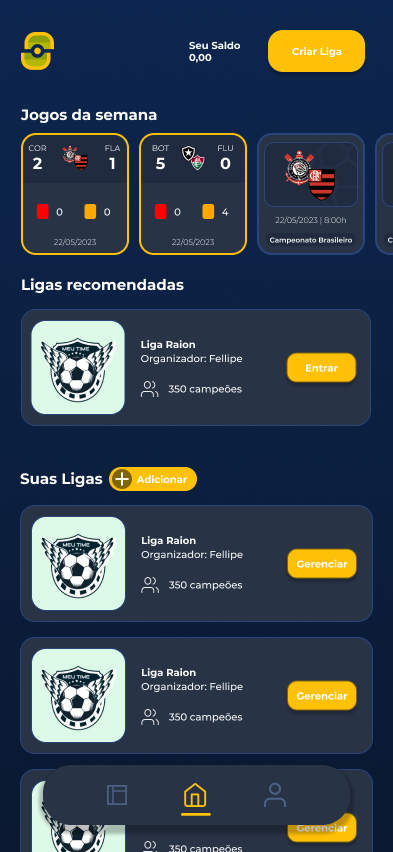 Seu Saldo
0,00
Criar Liga
Jogos da semana
COR FLA
2 1
0 0
22/05/2023
BOT FLU
5 0
0 4
22/05/2023
22/05/2023 | 8:00h
Campeonato Brasileiro
C
Ligas recomendadas
MEU TIME
Liga Raion
Organizador: Fellipe
350 campeões
Entrar
Suas Ligas
Adicionar
MEU TIME
Liga Raion
Organizador: Fellipe
350 campeões
Gerenciar
MEU TIME
Liga Raion
Organizador: Fellipe
350 campeões
Gerenciar
Gerenciar
350 campeões